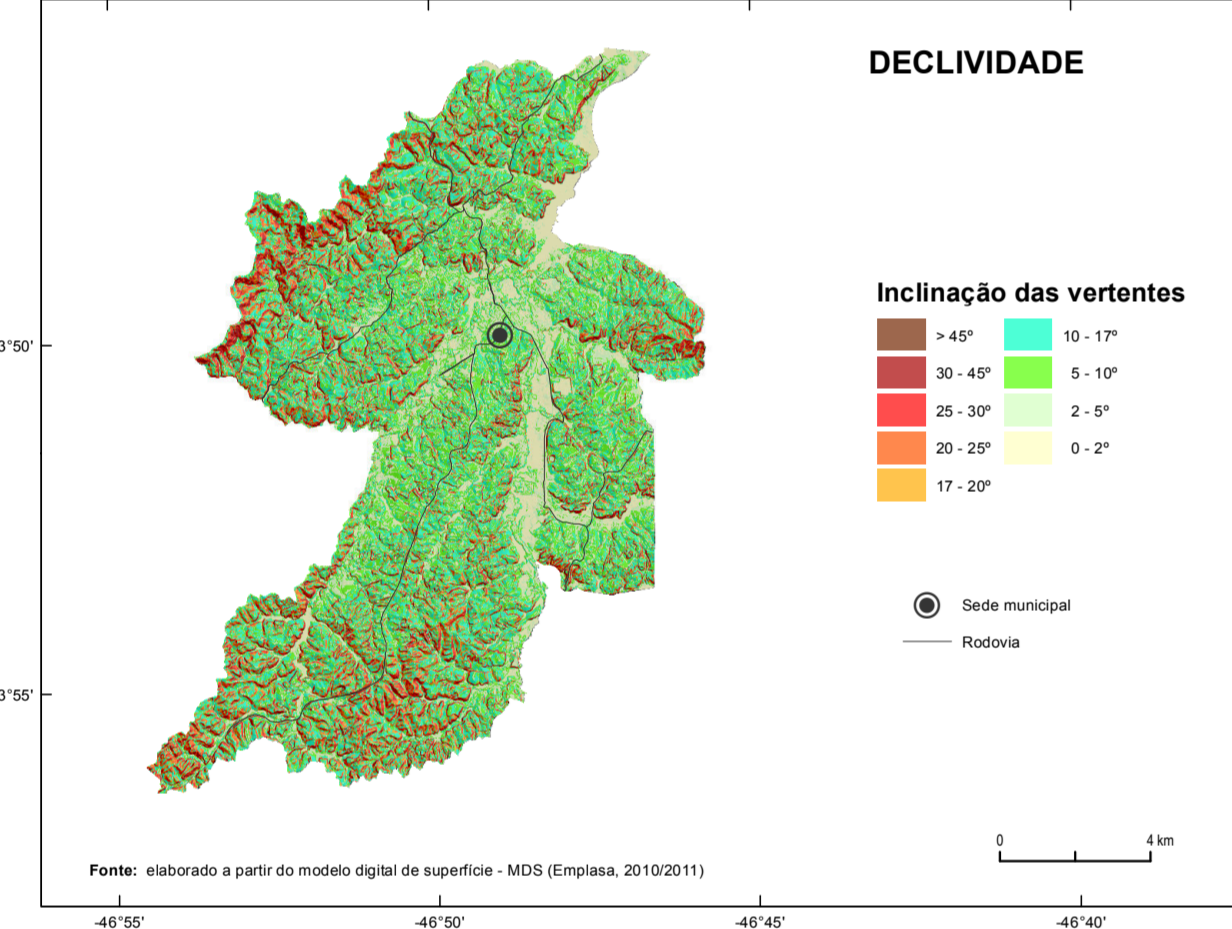 DECLIVIDADE
Inclinação das vertentes
> 45º
10 - 17º
30 - 45º
5 - 10º
25 - 30º
2 - 5º
20 - 25º
0 - 2º
17 - 20º
3°50'
Sede municipal
Rodovia
3°55'
0 4 km
Fonte: elaborado a partir do modelo digital de superfície - MDS (Emplasa, 2010/2011)
-46°55' -46°50' -46°45' -46°40'